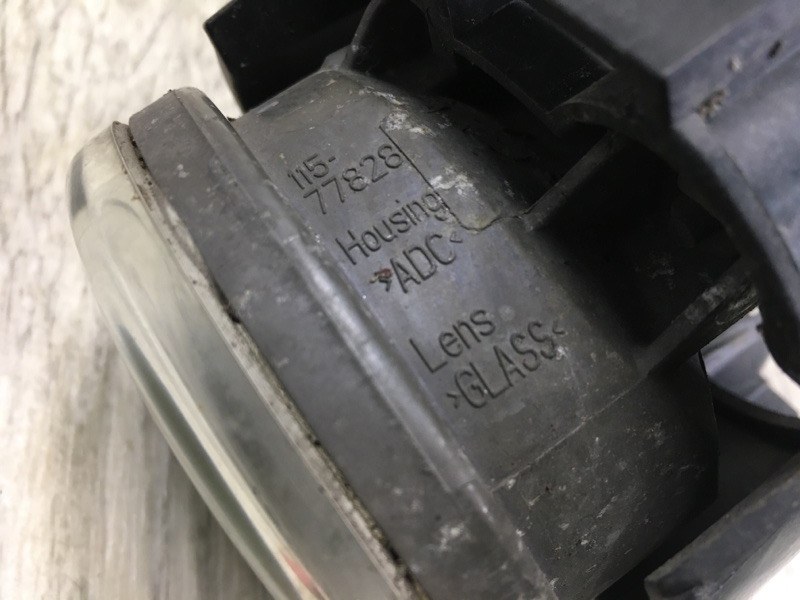 115-
77828
Housing
>ADC<
Lens
>GLASS<